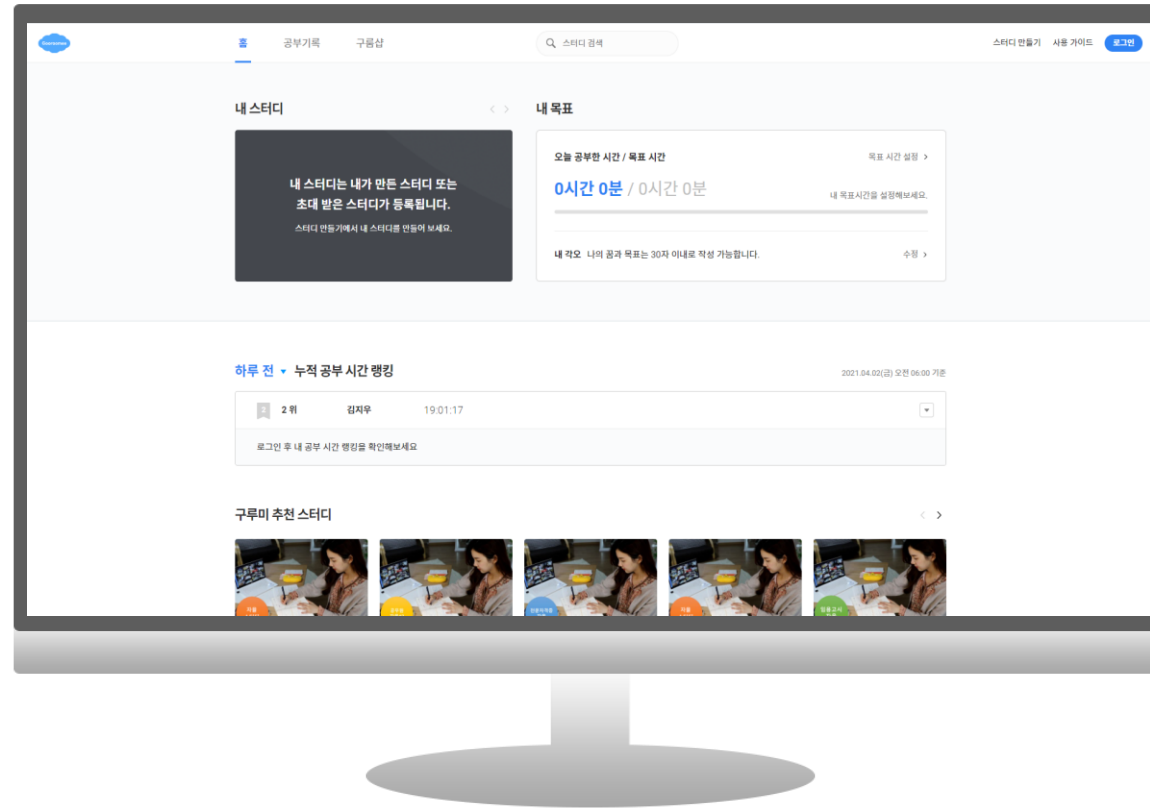 홈
공부기록
구룸샵
스터디 검색
스터디 만들기
사용 가이드
로그인
내 스터디
내 스터디는 내가 만든 스터디 또는
초대 받은 스터디가 등록됩니다.
스터디 만들기에서 내 스터디를 만들어 보세요.
내 목표
오늘 공부한 시간 / 목표 시간
목표 시간 설정
0시간 0분 / 0시간 0분
내 목표시간을 설정해보세요.
내 각오 나의 꿈과 목표는 30자 이내로 작성 가능합니다.
수정
하루 전 누적 공부 시간 랭킹
2021.04.02(금) 오전 06:00 기준
2 2 위 김지우 19:01:17
로그인 후 내 공부 시간 랭킹을 확인해보세요
구루미 추천 스터디
자율
자율
임용고시